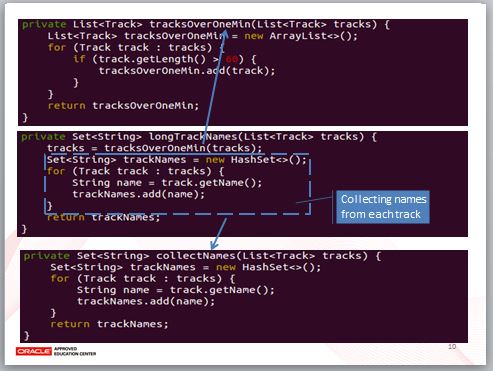 private List<Track> tracksOverOneMin(List<Track> tracks) {
List<Track> tracksOverOneMin = new ArrayList<>();
for (Track track : tracks) {
if (track.getLength() > 60) {
tracksOverOneMin.add(track);
}
}
return tracksOverOneMin;
}
private Set<String> longTrackNames(List<Track> tracks) {
tracks = tracksOverOneMin(tracks);
Set<String> trackNames = new HashSet<>();
for (Track track : tracks) {
String name = track.getName();
trackNames.add(name);
}
return trackNames;
}
Collecting names
from each track
private Set<String> collectNames(List<Track> tracks) {
Set<String> trackNames = new HashSet<>();
for (Track track : tracks) {
String name = track.getName();
trackNames.add(name);
}
return trackNames;
}
ORACLE APPROVED
EDUCATION CENTER
10